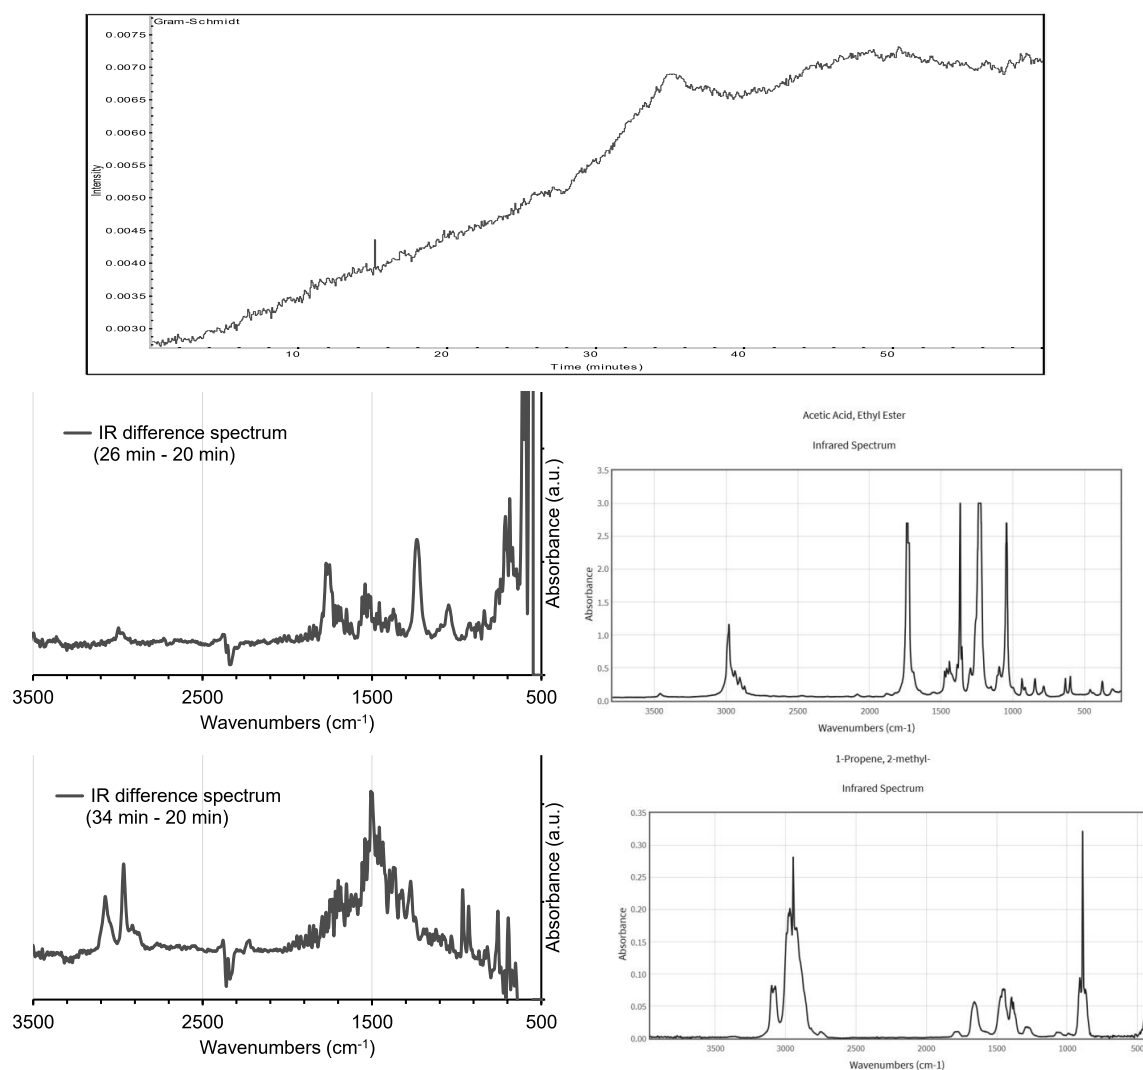 Gram-Schmidt
0.0075
0.0070
0.0065
0.0060
0.0055
0.0050
0.0045
0.0040
0.0035
0.0030
Intensity
10
20
30
40
50
Time (minutes)
IR difference spectrum
(26 min - 20 min)
Absorbance (a.u.)
3500
2500
1500
500
Wavenumbers (cm-1)
Acetic Acid, Ethyl Ester
Infrared Spectrum
3.5
3.0
2.5
2.0
1.5
1.0
0.5
0.0
Absorbance
3500
3000
2500
2000
1500
1000
500
Wavenumbers (cm-1)
IR difference spectrum
(34 min - 20 min)
Absorbance (a.u.)
3500
2500
1500
500
Wavenumbers (cm-1)
1-Propene, 2-methyl-
Infrared Spectrum
0.35
0.30
0.25
0.20
0.15
0.10
0.05
0.00
Absorbance
3500
3000
2500
2000
1500
1000
500
Wavenumbers (cm-1)